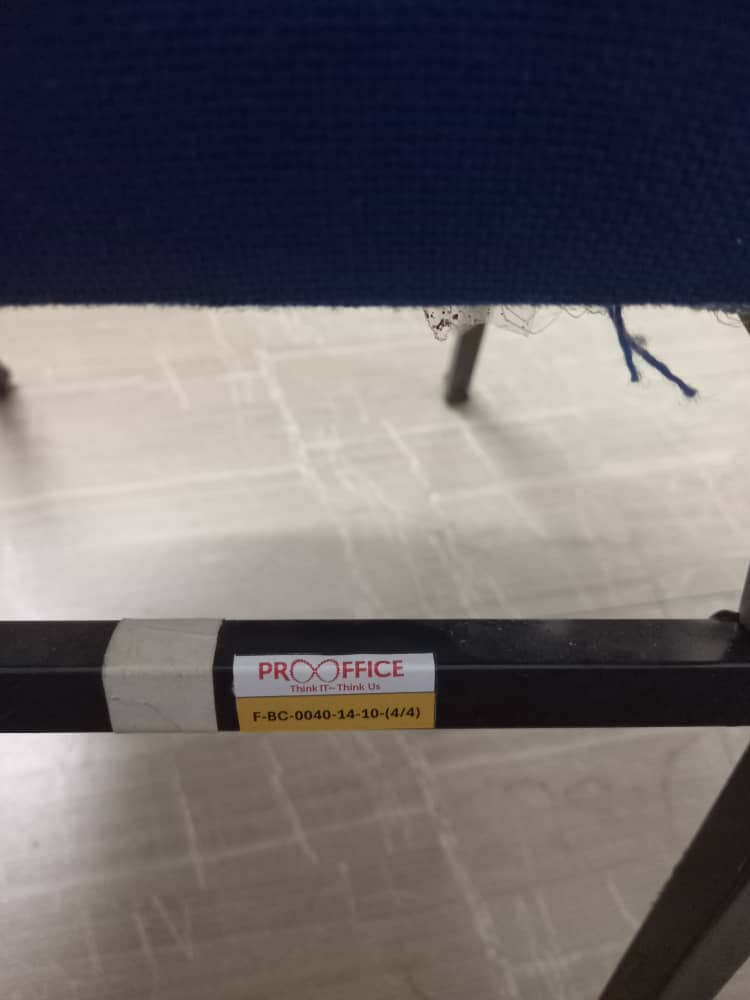 PROOFFICE
Think IT~Think Us
F-BC-0040-14-10-(4/4)